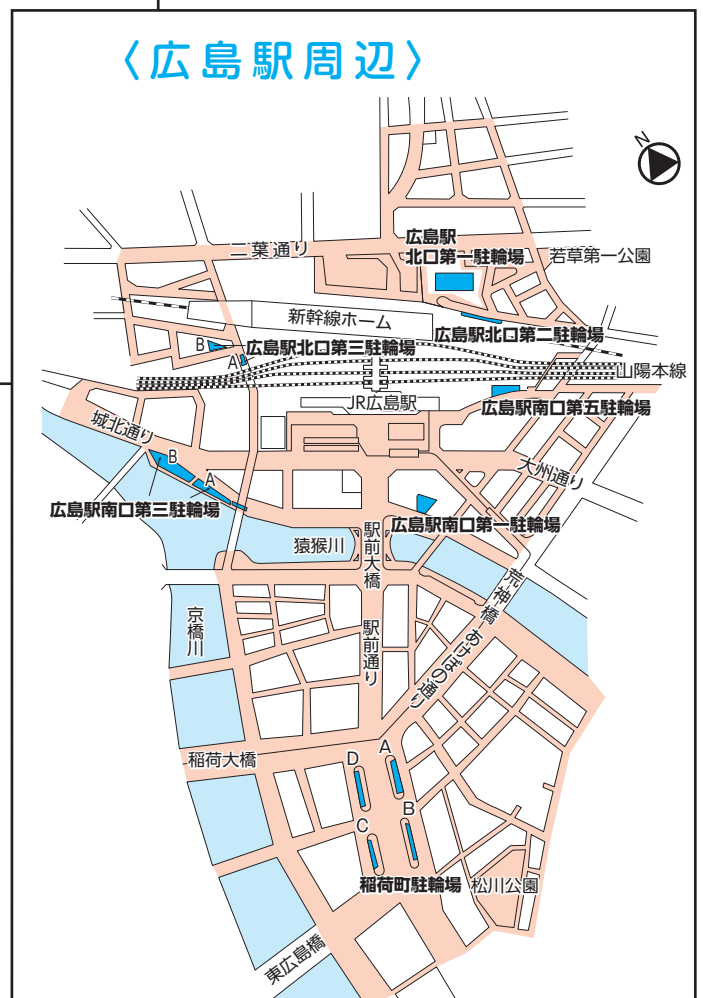 〈広島駅周辺〉
N
広島駅
北口第一駐輪場
若草第一公園
二葉通り
新幹線ホーム
広島駅北口第二駐輪場
B
A
広島駅北口第三駐輪場
山陽本線
JR広島駅
広島駅南口第五駐輪場
城北通り
B
A
大州通り
広島駅南口第三駐輪場
広島駅南口第一駐輪場
猿猴川
駅前大橋
荒神橋
京橋川
駅前通り
あけぼの通り
稲荷大橋
D
A
C
B
稲荷町駐輪場
松川公園
東広島橋